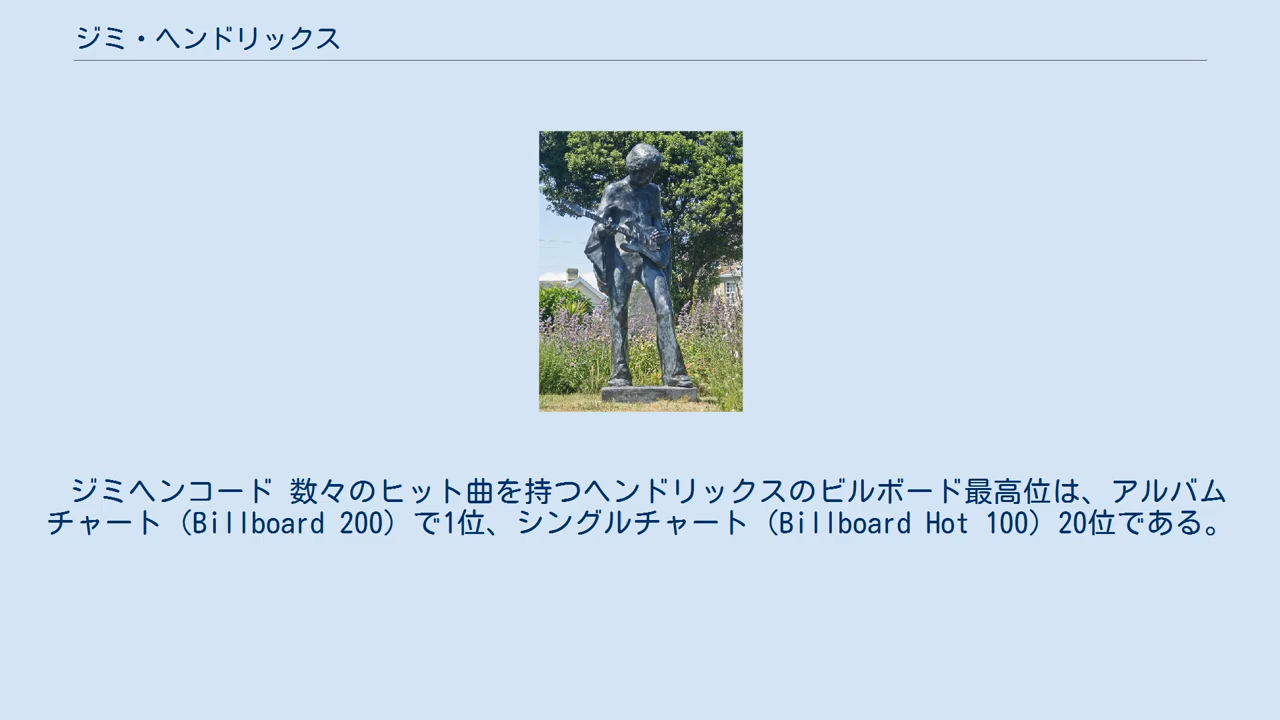 ジミ・ヘンドリックス
ジミヘンコード 数々のヒット曲を持つヘンドリックスのビルボード最高位は、アルバム
チャート（Billboard 200）で1位、シングルチャート（Billboard Hot 100）20位である。